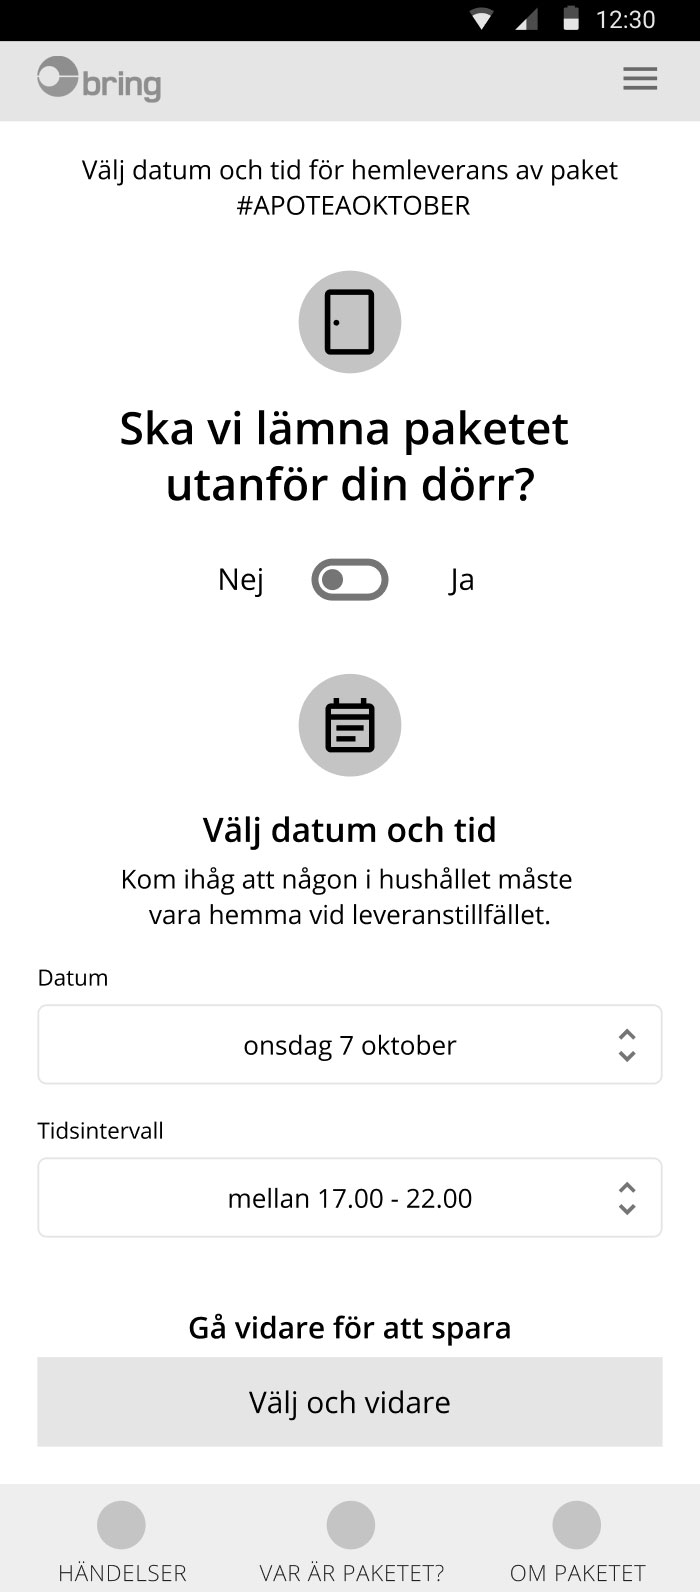 12:30
bring
Välj datum och tid för hemleverans av paket
#APOTEAOKTOBER
Ska vi lämna paketet
utanför din dörr?
Nej Ja
Välj datum och tid
Kom ihåg att någon i hushållet måste
vara hemma vid leveranstillfället.
Datum
onsdag 7 oktober
Tidsintervall
mellan 17.00 - 22.00
Gå vidare för att spara
Välj och vidare
HÄNDELSER VAR ÄR PAKETET? OM PAKETET